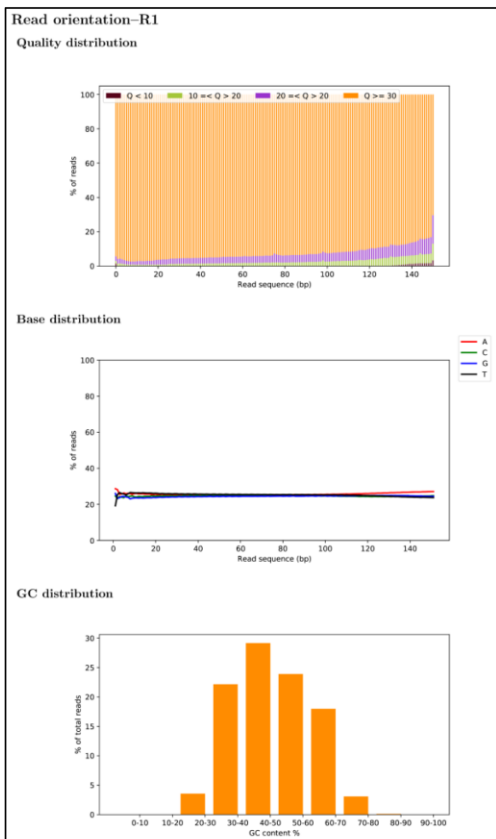 Read orientation–R1
Quality distribution
Q < 10 10 =< Q > 20 20 =< Q > 20 Q >= 30
100
80
60
40
20
0
% of reads
0 20 40 60 80 100 120 140
Read sequence (bp)
Base distribution
A
C
G
T
100
80
60
40
20
0
% of reads
0 20 40 60 80 100 120 140
Read sequence (bp)
GC distribution
30
25
20
15
10
5
0
% of total reads
0-10 10-20 20-30 30-40 40-50 50-60 60-70 70-80 80-90 90-100
GC content %